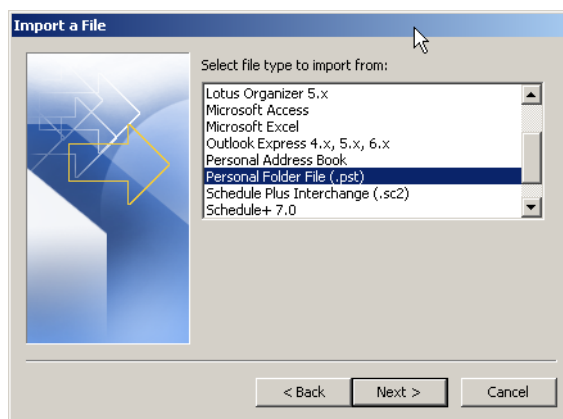 Import a File
Select file type to import from:
Lotus Organizer 5.x
Microsoft Access
Microsoft Excel
Outlook Express 4.x, 5.x, 6.x
Personal Address Book
Personal Folder File (.pst)
Schedule Plus Interchange (.sc2)
Schedule+ 7.0
< Back Next > Cancel